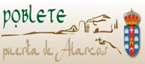 POBLETE
puerta de Alarcos